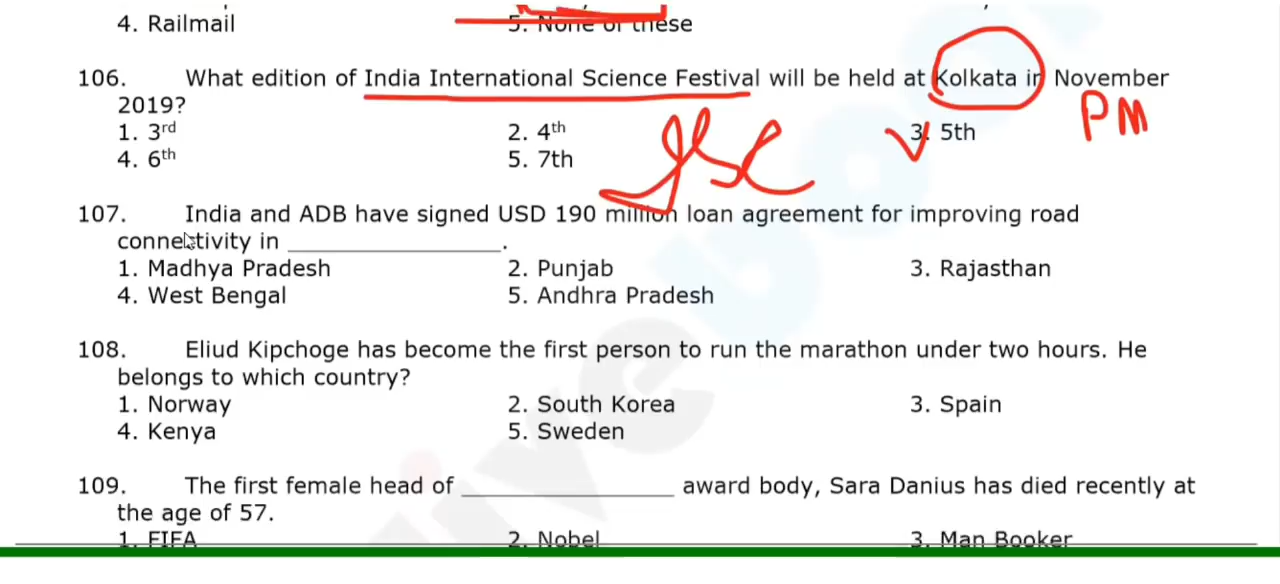 4. Railmail 5. None of these
106. What edition of India International Science Festival will be held at Kolkata in November
2019?
1. 3rd 2. 4th 3. 5th
PM
4. 6th 5. 7th
107. India and ADB have signed USD 190 million loan agreement for improving road
connectivity in ____________________.
1. Madhya Pradesh 2. Punjab 3. Rajasthan
4. West Bengal 5. Andhra Pradesh
108. Eliud Kipchoge has become the first person to run the marathon under two hours. He
belongs to which country?
1. Norway 2. South Korea 3. Spain
4. Kenya 5. Sweden
109. The first female head of ____________________ award body, Sara Danius has died recently at
the age of 57.
1. FIFA 2. Nobel 3. Man Booker